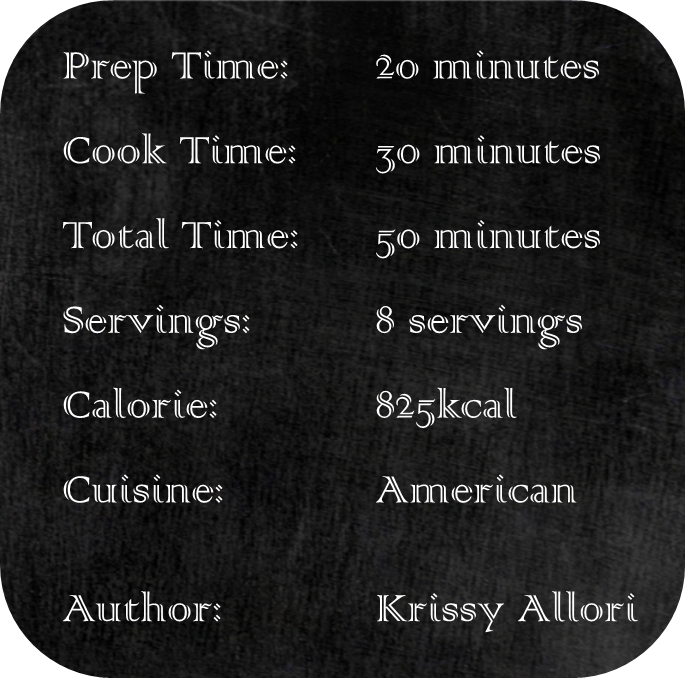 Prep Time: 20 minutes
Cook Time: 30 minutes
Total Time: 50 minutes
Servings: 8 servings
Calorie: 825kcal
Cuisine: American
Author: Krissy Allori